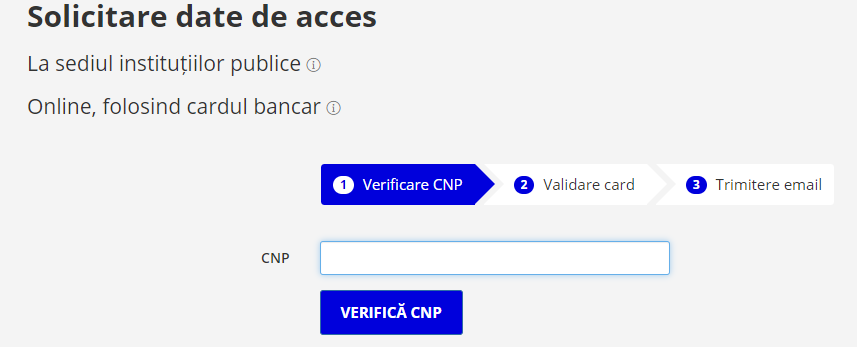 Solicitare date de acces
La sediul instituțiilor publice
Online, folosind cardul bancar
1 Verificare CNP 2 Validare card 3 Trimitere email
CNP
VERIFICĂ CNP